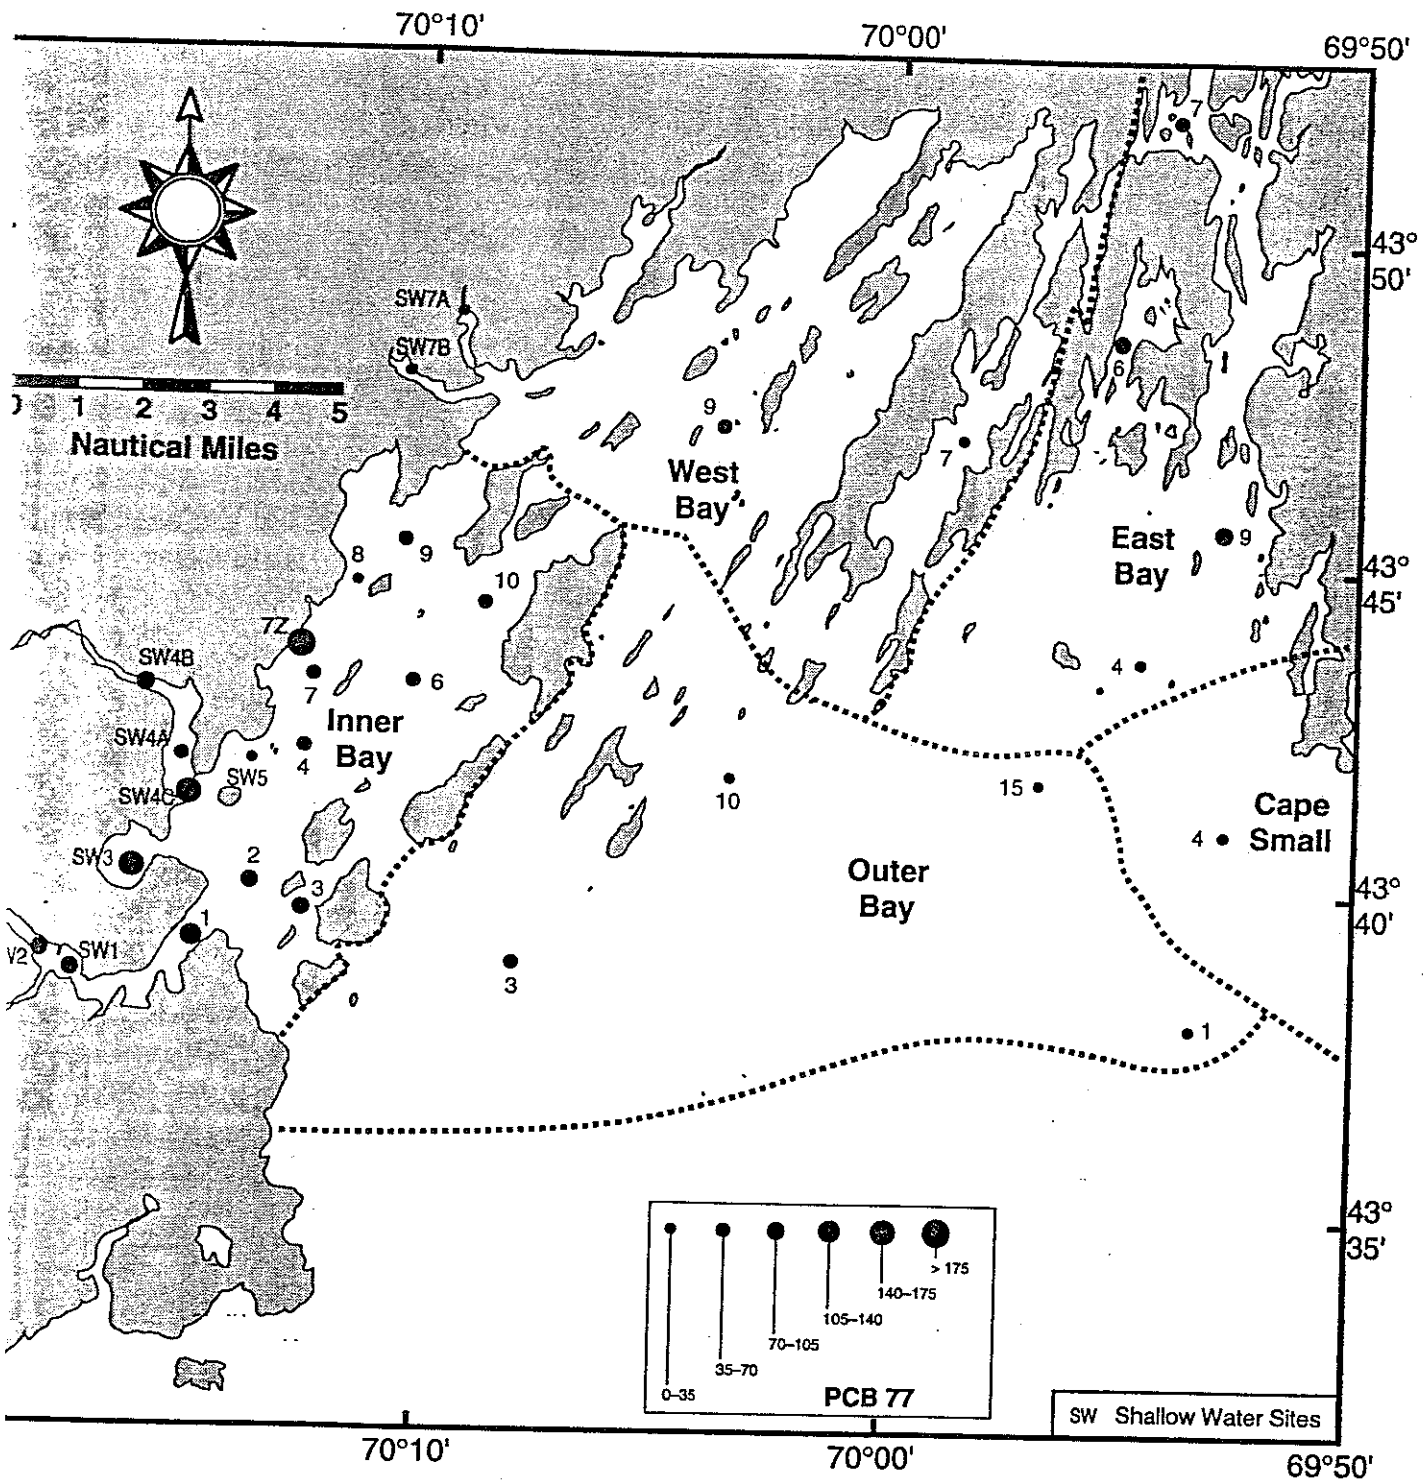 70°10'
70°00'
69°50'
7
43°
50'
SW7A
SW7B
6
1 2 3 4 5
Nautical Miles
9
7
West
Bay
East
Bay
9
8
9
10
43°
45'
7Z
SW4B
7
6
4
Inner
Bay
SW4A
4
SW5
SW4C
10
15
Cape
Small
4
SW3
2
Outer
Bay
43°
40'
3
1
SW1
3
1
43°
35'
> 175
140–175
105–140
70–105
35–70
0–35
PCB 77
SW Shallow Water Sites
70°10'
70°00'
69°50'